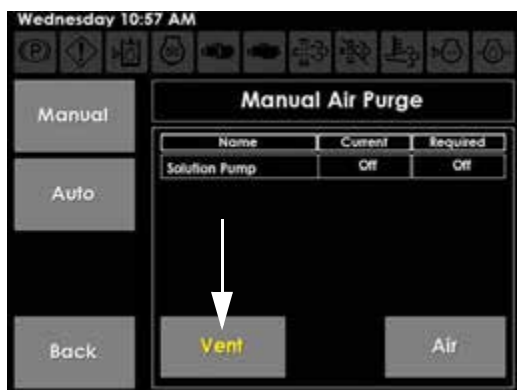 Wednesday 10:57 AM
Manual
Manual Air Purge
Name Current Required
Solution Pump Off Off
Auto
Back
Vent
Air